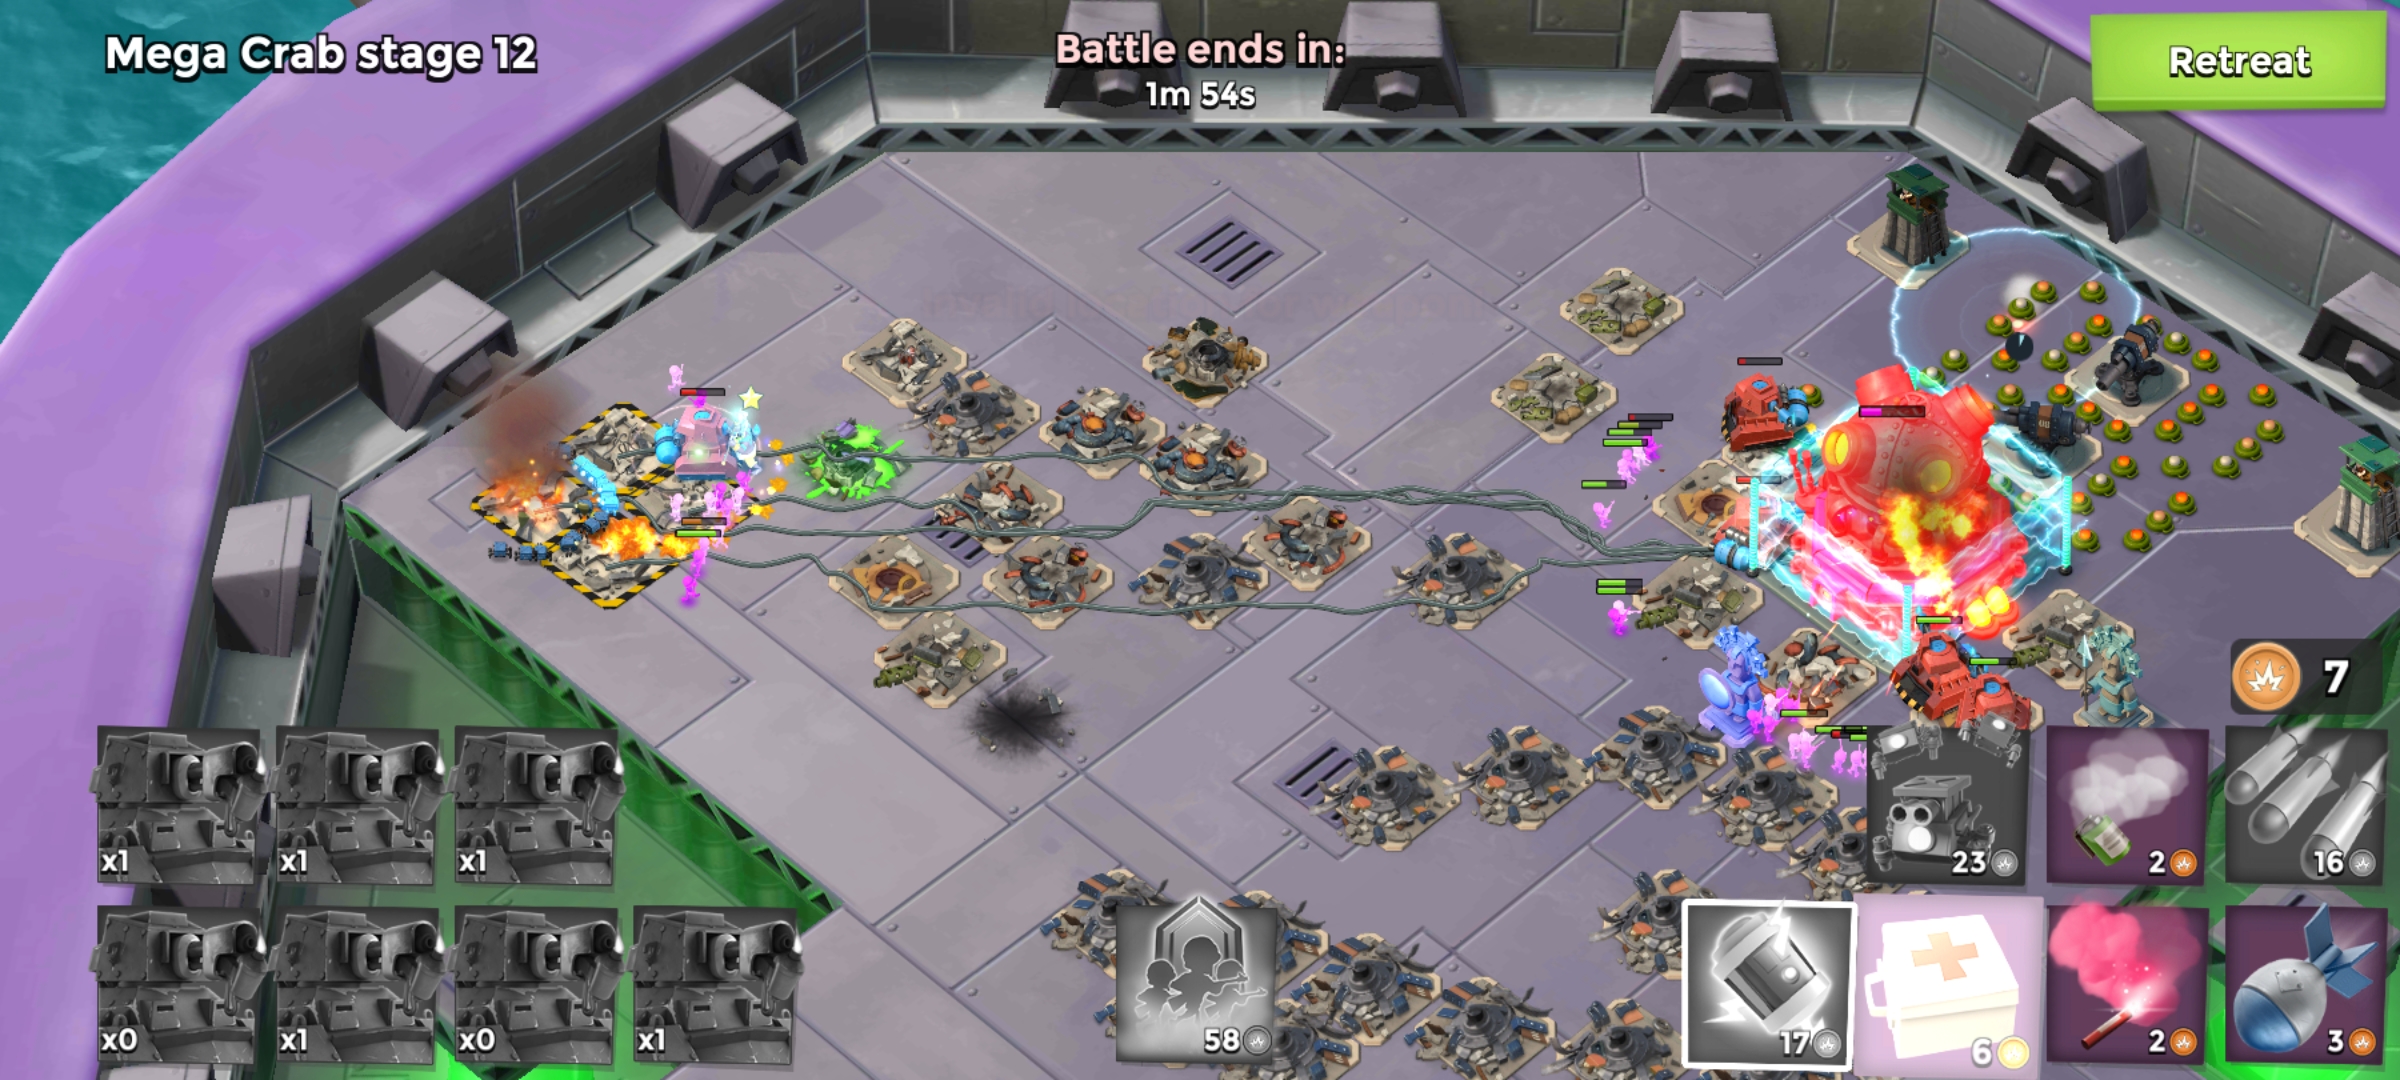 Mega Crab stage 12
Battle ends in:
1m 54s
Retreat
7
x1
x1
x1
23
2
16
x0
x1
x0
x1
58
17
6
2
3